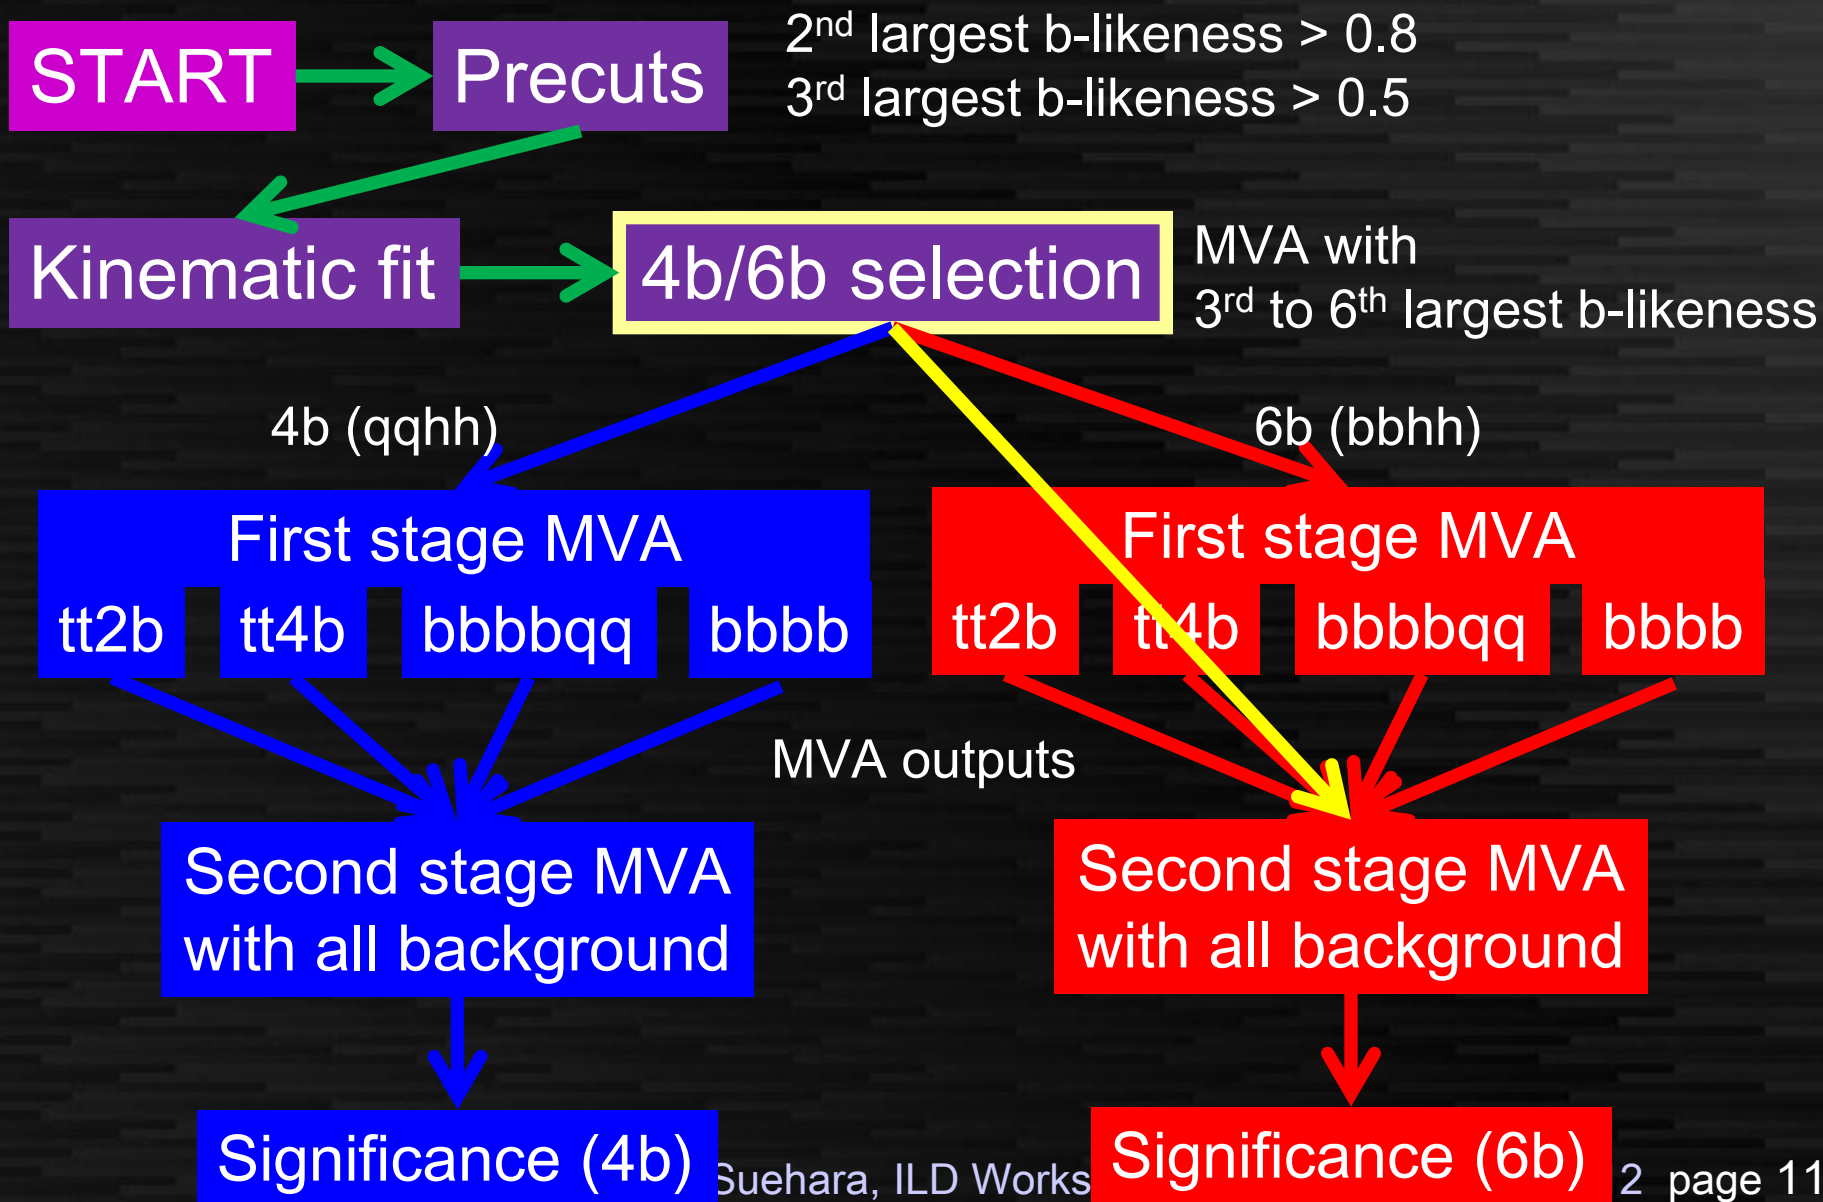 START
Precuts
2nd largest b-likeness > 0.8
3rd largest b-likeness > 0.5
Kinematic fit
4b/6b selection
MVA with
3rd to 6th largest b-likeness
4b (qqhh)
6b (bbhh)
First stage MVA
tt2b tt4b bbbbqq bbbb
First stage MVA
tt2b tt4b bbbbqq bbbb
MVA outputs
Second stage MVA
with all background
Second stage MVA
with all background
Significance (4b)
Significance (6b)
Suehara, ILD Works 2 page 11